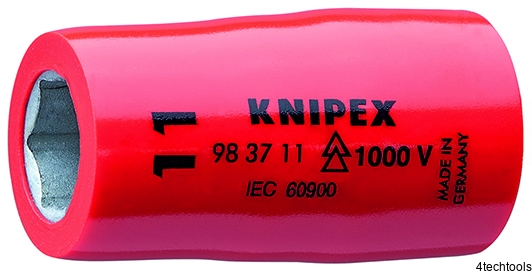 11
KNIPEX
98 37 11 1000 V
IEC 60900
MADE IN
GERMANY
4techtools